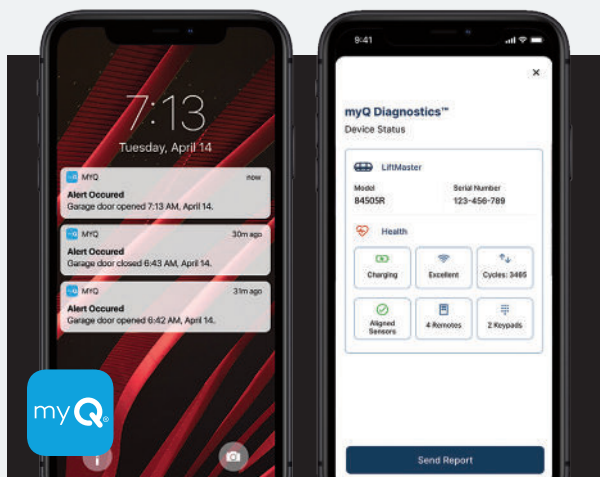 7:13
Tuesday, April 14
MYQ now
Alert Occured
Garage door opened 7:13 AM, April 14.
MYQ 30m ago
Alert Occured
Garage door closed 6:43 AM, April 14.
MYQ 31m ago
Alert Occured
Garage door opened 6:42 AM, April 14.
myQ®
9:41
myQ Diagnostics™
Device Status
LiftMaster
Model Serial Number
84505R 123-456-789
Health
Charging Excellent Cycles: 3465
Aligned Sensors 4 Remotes 2 Keypads
Send Report